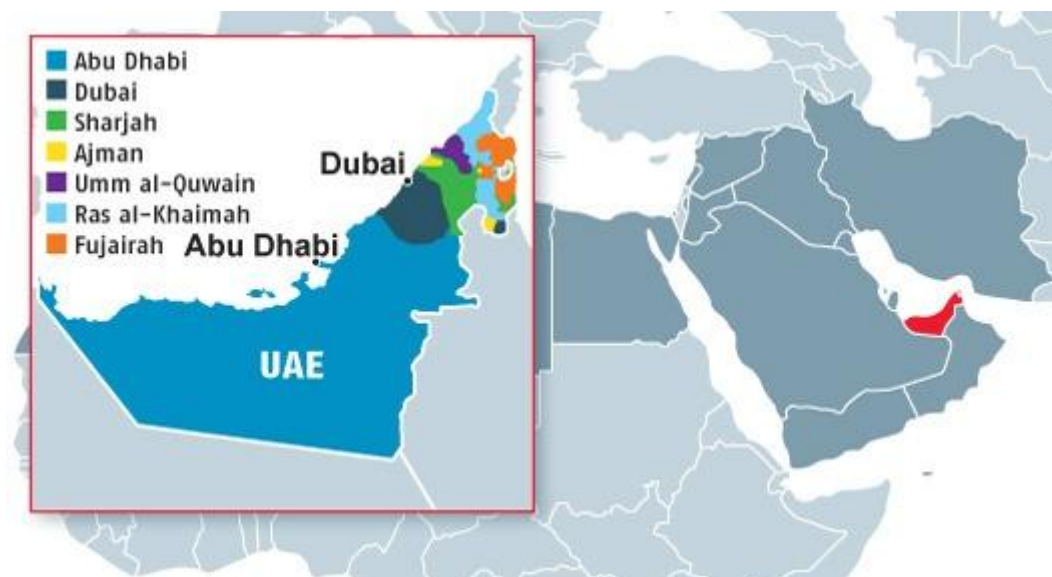 Abu Dhabi
Dubai
Sharjah
Ajman
Umm al-Quwain
Ras al-Khaimah
Fujairah
Dubai
Abu Dhabi
UAE